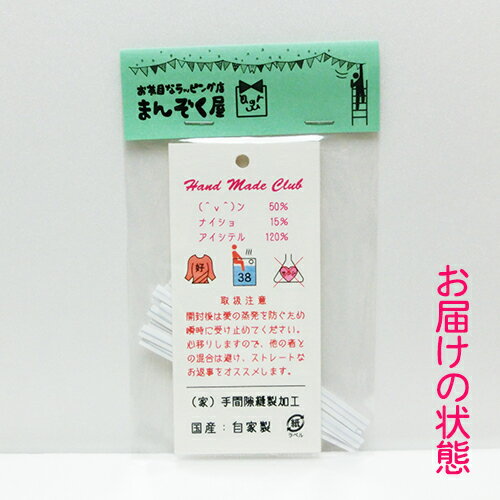 お茶目なラッピング店
まんぞく屋
Hand Made Club
(^v^)ン 50%
ナイショ 15%
アイシテル 120%
好
38
取扱注意
開封後は愛の蒸発を防ぐため
瞬時に受け止めてください。
心移りしますので、他の者と
の混合は避け、ストレートな
お返事をオススメします。
(家)手間隙縫製加工
国産:自家製
紙
ラベル
お届けの状態